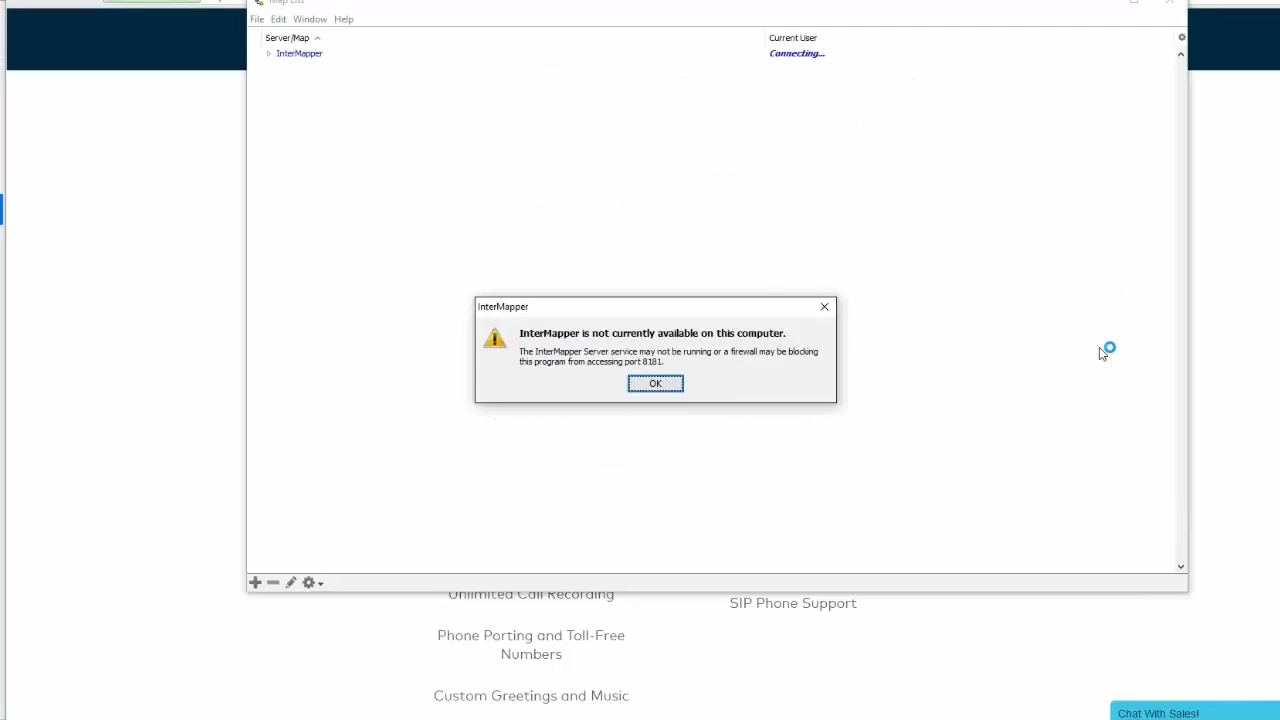 Map List
File Edit Window Help
Server/Map Current User
InterMapper Connecting...
InterMapper
InterMapper is not currently available on this computer.
The InterMapper Server service may not be running or a firewall may be blocking
this program from accessing port 8181.
OK
Unlimited Call Recording
SIP Phone Support
Phone Porting and Toll-Free
Numbers
Custom Greetings and Music
Chat With Sales!